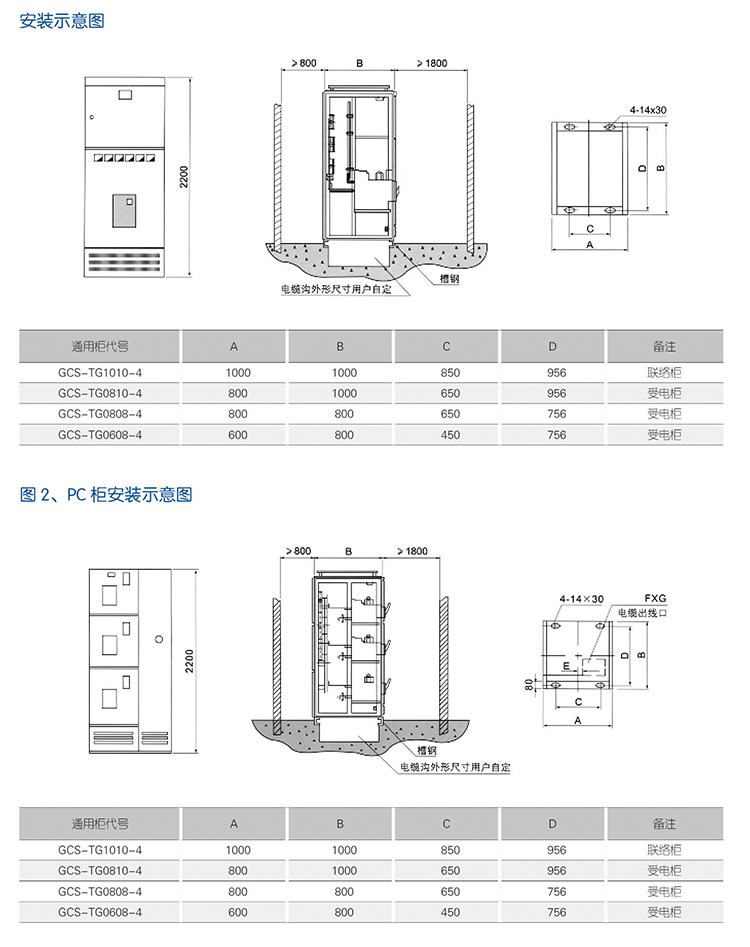 安装示意图
≥800 B ≥1800
2200
4-14x30
D B
C
A
槽钢
电缆沟外形尺寸用户自定
通用柜代号 A B C D 备注
GCS-TG1010-4 1000 1000 850 956 联络柜
GCS-TG0810-4 800 1000 650 956 受电柜
GCS-TG0808-4 800 800 650 756 受电柜
GCS-TG0608-4 600 800 450 756 受电柜
图 2、PC 柜安装示意图
≥800 B ≥1800
2200
4-14×30 FXG
电缆出线口
E D B
80
C
A
槽钢
电缆沟外形尺寸用户自定
通用柜代号 A B C D 备注
GCS-TG1010-4 1000 1000 850 956 联络柜
GCS-TG0810-4 800 1000 650 956 受电柜
GCS-TG0808-4 800 800 650 756 受电柜
GCS-TG0608-4 600 800 450 756 受电柜